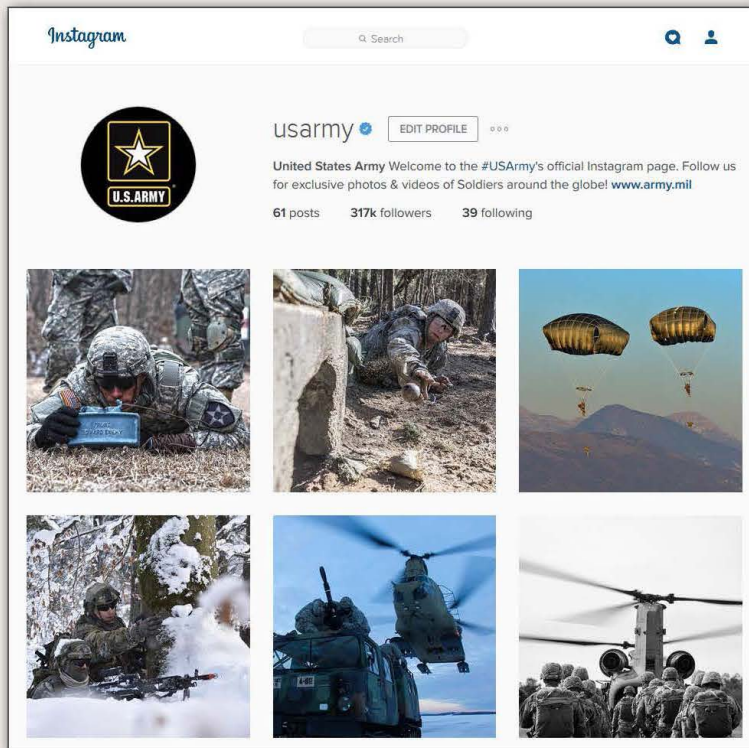 Instagram
Search
usarmy
EDIT PROFILE
United States Army Welcome to the #USArmy's official Instagram page. Follow us
for exclusive photos & videos of Soldiers around the globe! www.army.mil
61 posts 317k followers 39 following
U.S.ARMY